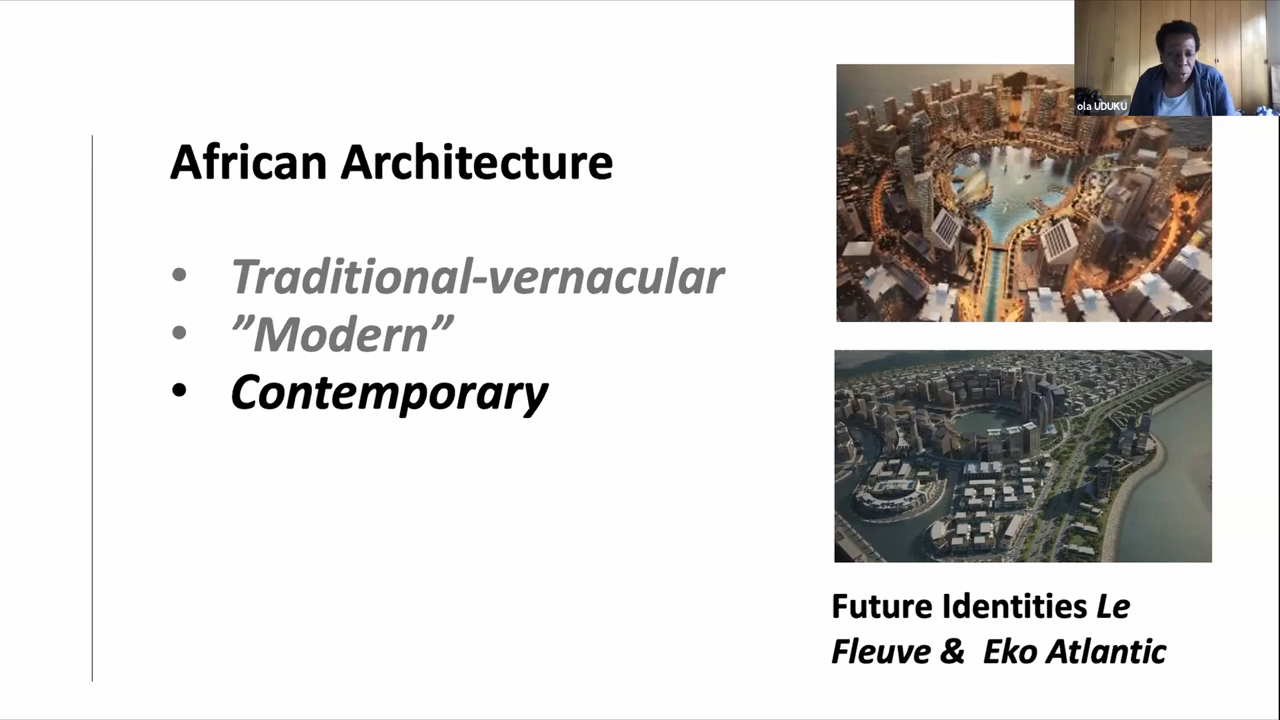 ola UDUKU
African Architecture
• Traditional-vernacular
• ”Modern”
• Contemporary
Future Identities Le
Fleuve & Eko Atlantic